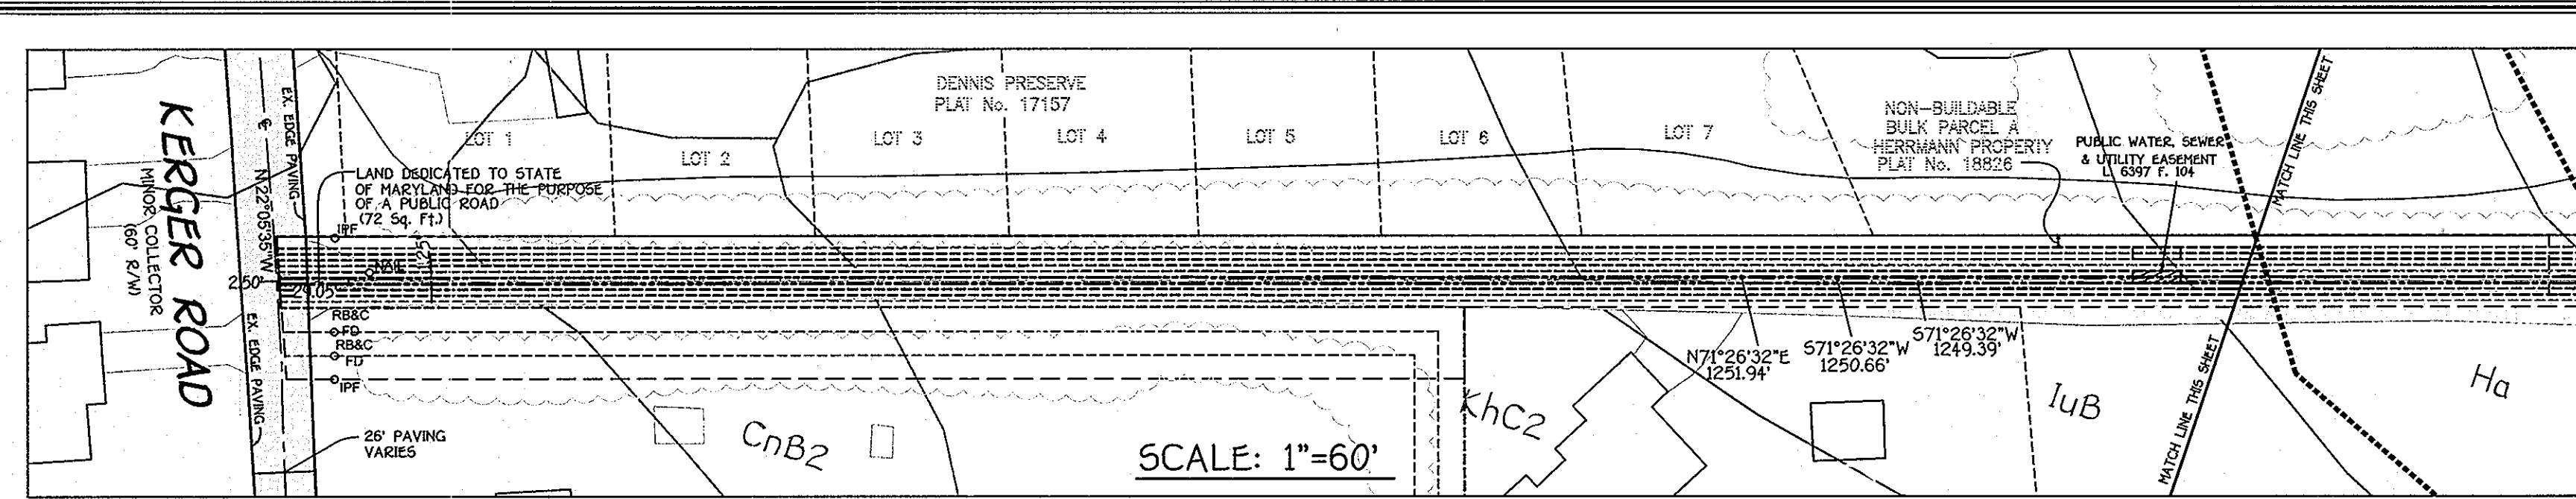 KERGER ROAD
MINOR COLLECTOR
(60' R/W)
EX. EDGE PAVING
N22°05'35"W
EX. EDGE PAVING
LAND DEDICATED TO STATE
OF MARYLAND FOR THE PURPOSE
OF A PUBLIC ROAD
(72 Sq. Ft.)
IPF
NAIL
2.50'
29.05'
RB&C
FD
RB&C
FD
IPF
26' PAVING
VARIES
LOT 1
LOT 2
DENNIS PRESERVE
PLAT No. 17157
LOT 3
LOT 4
LOT 5
LOT 6
LOT 7
NON-BUILDABLE
BULK PARCEL A
HERRMANN PROPERTY
PLAT No. 18826
PUBLIC WATER, SEWER
& UTILITY EASEMENT
L. 6397 F. 104
MATCH LINE THIS SHEET
N71°26'32"E
1251.94'
S71°26'32"W
1250.66'
S71°26'32"W
1249.39'
MATCH LINE THIS SHEET
CnB2
SCALE: 1"=60'
KhC2
IuB
Ha